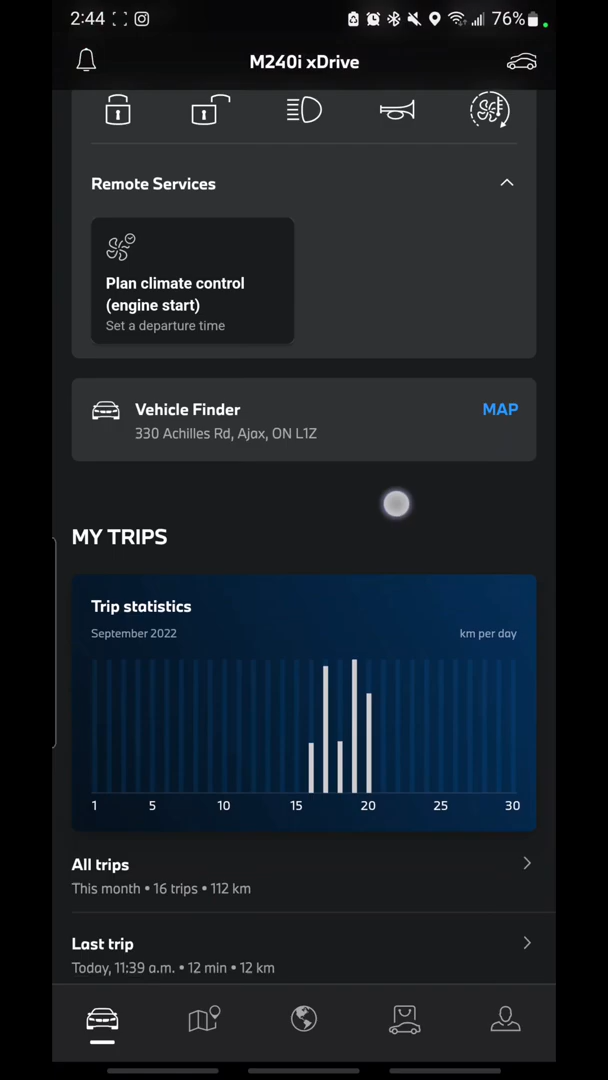 2:44
76%
M240i xDrive
Remote Services
Plan climate control
(engine start)
Set a departure time
Vehicle Finder
MAP
330 Achilles Rd, Ajax, ON L1Z
MY TRIPS
Trip statistics
September 2022
km per day
1 5 10 15 20 25 30
All trips
This month • 16 trips • 112 km
Last trip
Today, 11:39 a.m. • 12 min • 12 km